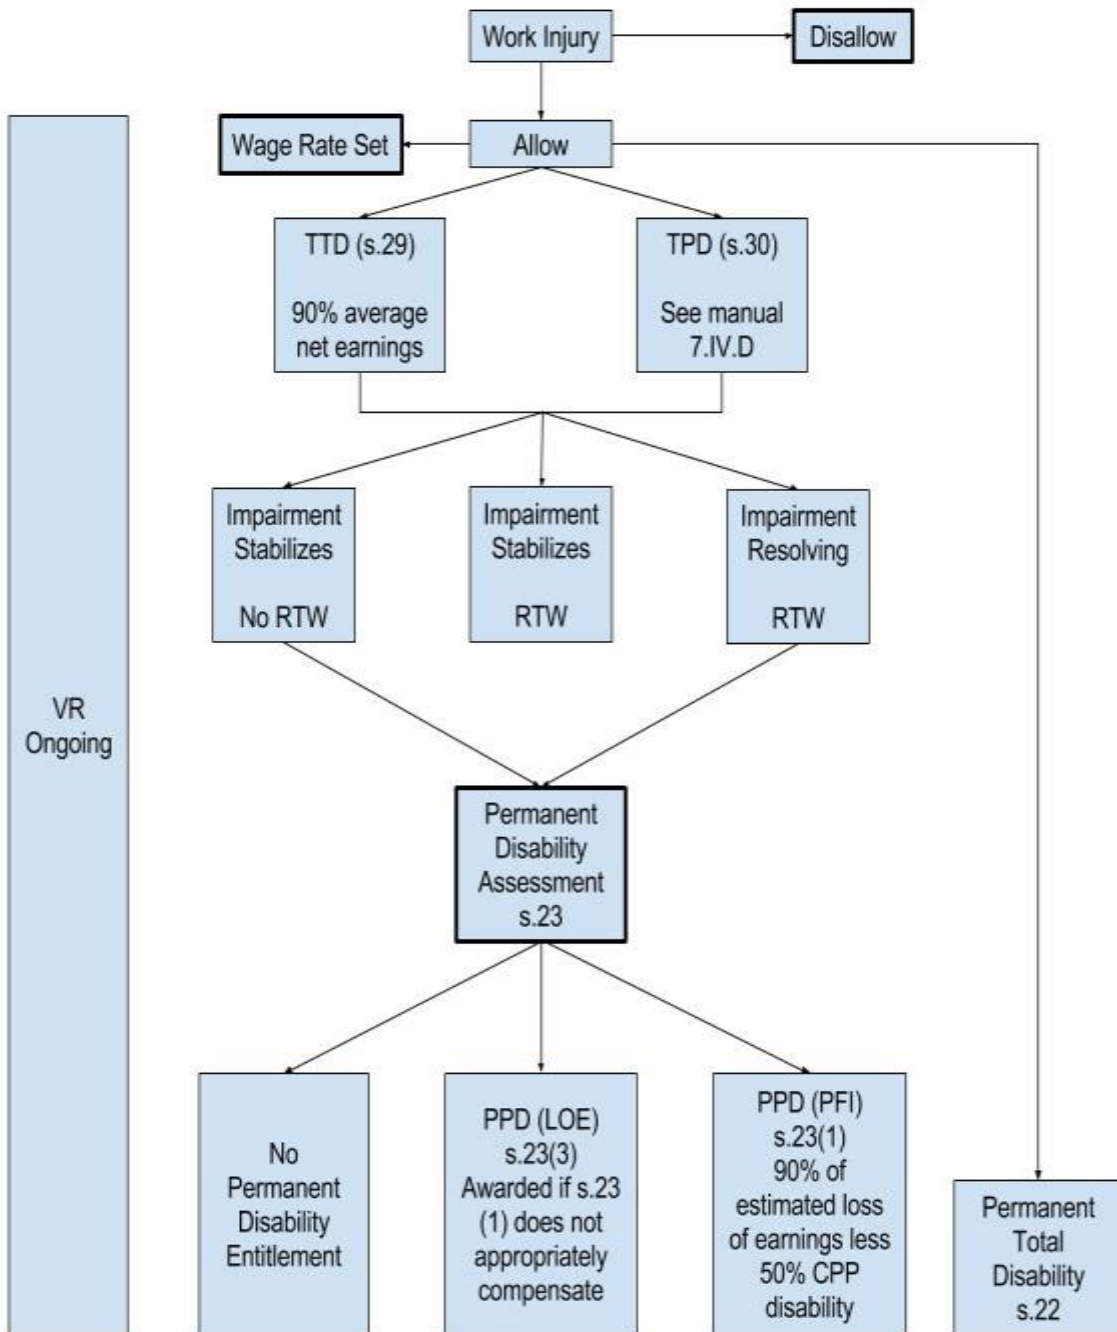 Work Injury
Disallow
Wage Rate Set
Allow
TTD (s.29)
90% average
net earnings
TPD (s.30)
See manual
7.IV.D
Impairment
Stabilizes
No RTW
Impairment
Stabilizes
RTW
Impairment
Resolving
RTW
VR
Ongoing
Permanent
Disability
Assessment
s.23
No
Permanent
Disability
Entitlement
PPD (LOE)
s.23(3)
Awarded if s.23
(1) does not
appropriately
compensate
PPD (PFI)
s.23(1)
90% of
estimated loss
of earnings less
50% CPP
disability
Permanent
Total
Disability
s.22